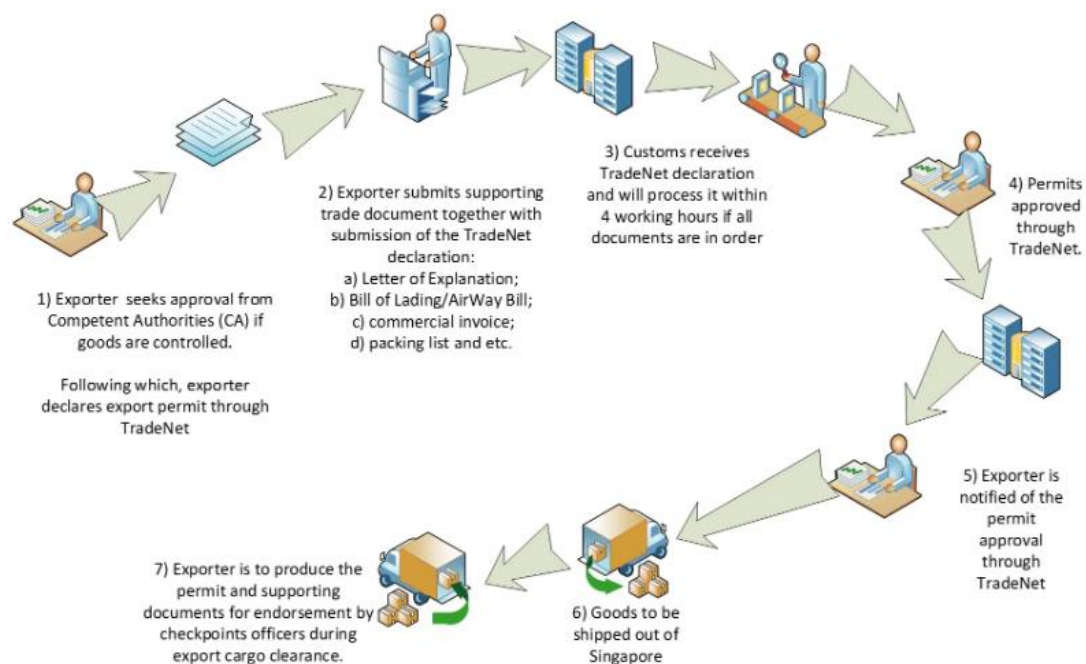 1) Exporter seeks approval from
Competent Authorities (CA) if
goods are controlled.
Following which, exporter
declares export permit through
TradeNet
2) Exporter submits supporting
trade document together with
submission of the TradeNet
declaration:
a) Letter of Explanation;
b) Bill of Lading/AirWay Bill;
c) commercial invoice;
d) packing list and etc.
3) Customs receives
TradeNet declaration
and will process it within
4 working hours if all
documents are in order
4) Permits
approved
through
TradeNet.
5) Exporter is
notified of the
permit
approval
through
TradeNet
6) Goods to be
shipped out of
Singapore
7) Exporter is to produce the
permit and supporting
documents for endorsement by
checkpoints officers during
export cargo clearance.